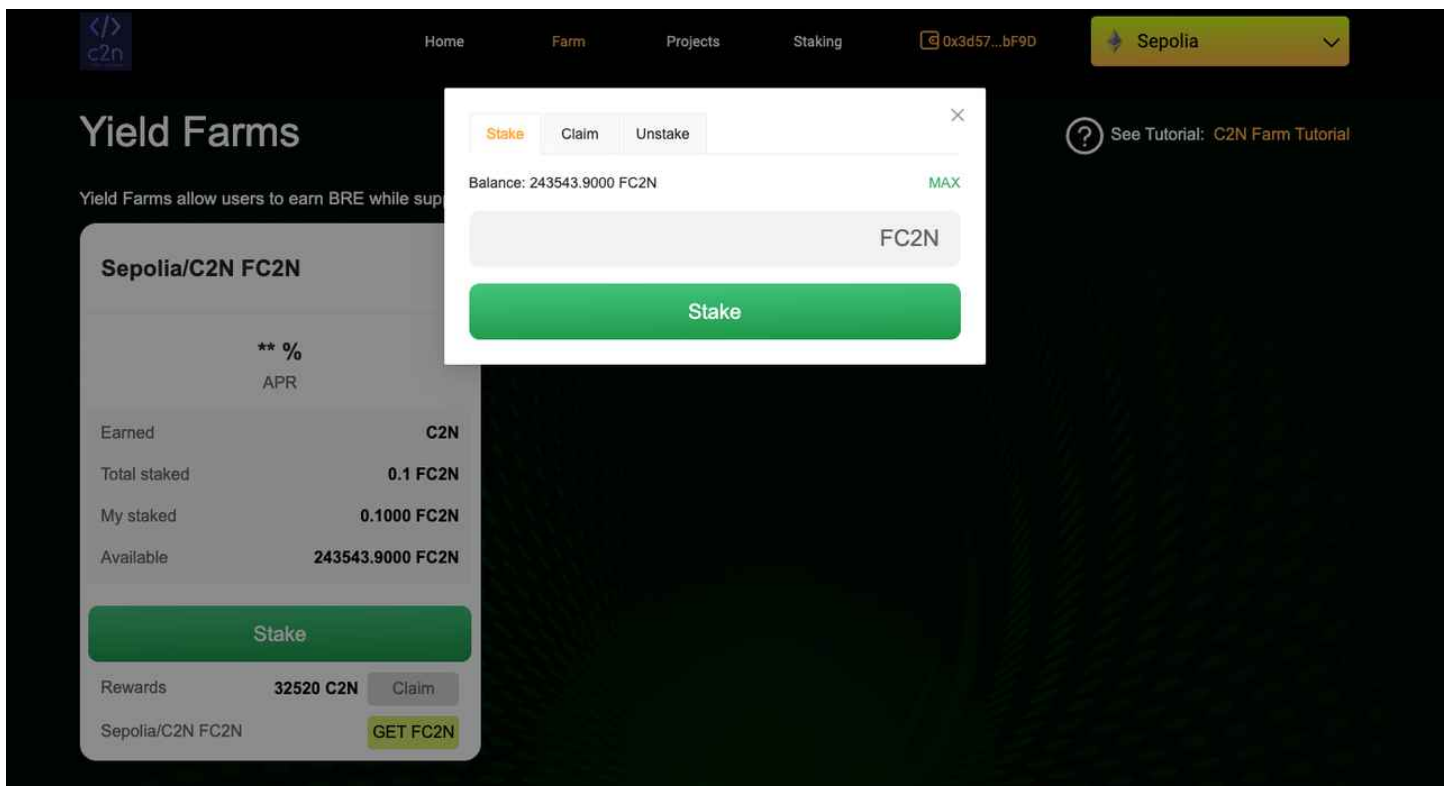 </>
c2n
Home Farm Projects Staking 0x3d57...bF9D Sepolia
Yield Farms
See Tutorial: C2N Farm Tutorial
Yield Farms allow users to earn BRE while
Stake Claim Unstake
Balance: 243543.9000 FC2N MAX
FC2N
Stake
Sepolia/C2N FC2N
** %
APR
Earned C2N
Total staked 0.1 FC2N
My staked 0.1000 FC2N
Available 243543.9000 FC2N
Stake
Rewards 32520 C2N Claim
Sepolia/C2N FC2N GET FC2N